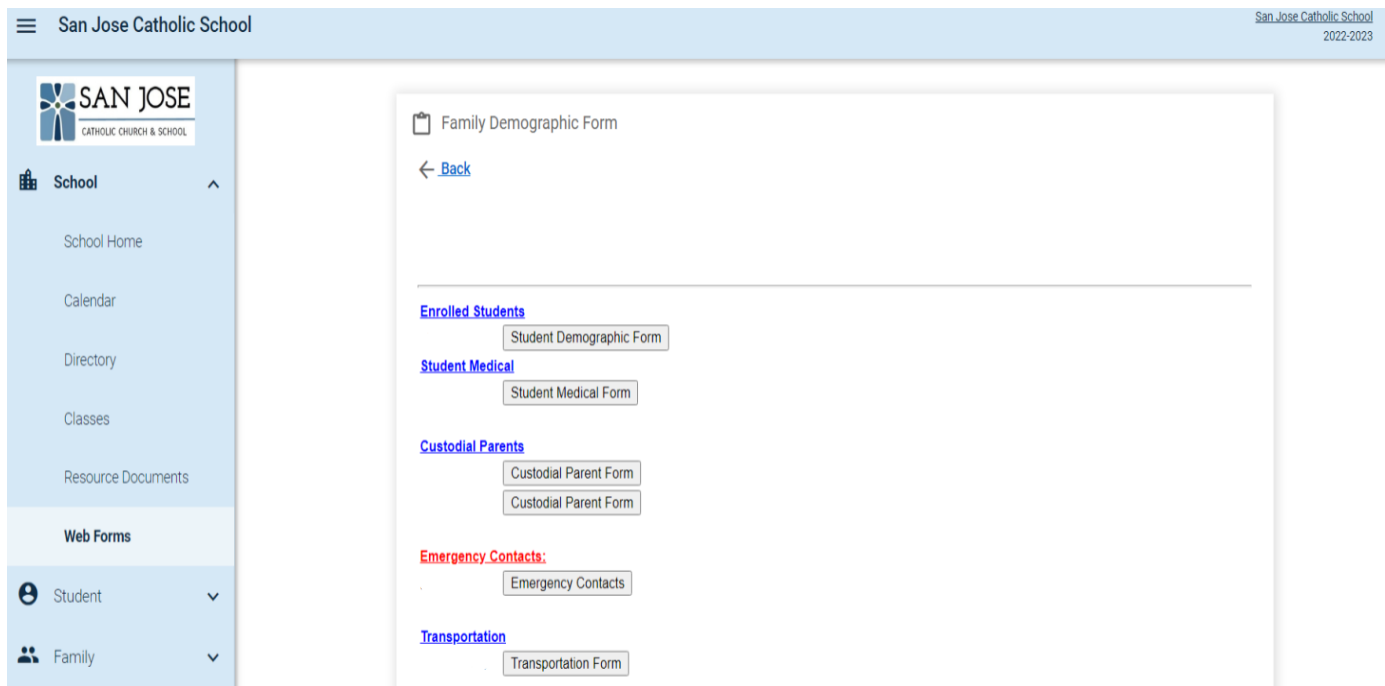 San Jose Catholic School
San Jose Catholic School
2022-2023
SAN JOSE
CATHOLIC CHURCH & SCHOOL
School
School Home
Calendar
Directory
Classes
Resource Documents
Web Forms
Student
Family
Family Demographic Form
Back
Enrolled Students
Student Demographic Form
Student Medical
Student Medical Form
Custodial Parents
Custodial Parent Form
Custodial Parent Form
Emergency Contacts:
Emergency Contacts
Transportation
Transportation Form